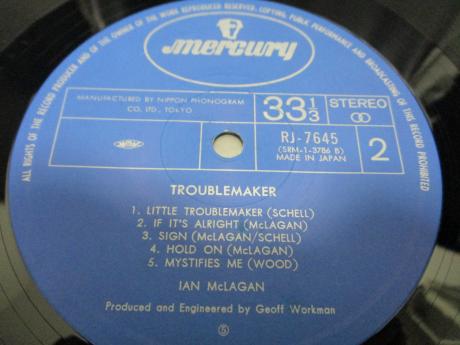 ALL RIGHTS OF THE RECORD PRODUCER AND OF THE OWNER OF THE WORK REPRODUCED RESERVED. COPYING, PUBLIC PERFORMANCE AND BROADCASTING OF THIS RECORD PROHIBITED
mercury
MANUFACTURED BY NIPPON PHONOGRAM
CO., LTD., TOKYO
33 1/3
STEREO
RJ-7645
(SRM-1-3786 B)
MADE IN JAPAN
2
TROUBLEMAKER
1. LITTLE TROUBLEMAKER (SCHELL)
2. IF IT'S ALRIGHT (McLAGAN)
3. SIGN (McLAGAN/SCHELL)
4. HOLD ON (McLAGAN)
5. MYSTIFIES ME (WOOD)
IAN McLAGAN
Produced and Engineered by Geoff Workman